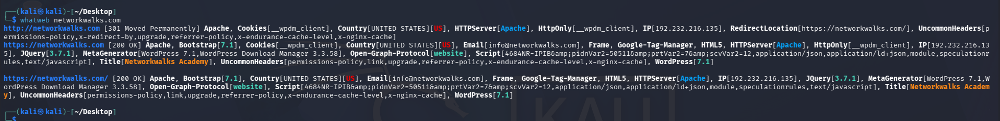 ┌──(kali㉿kali)-[~/Desktop]
└─$ whatweb networkwalks.com
http://networkwalks.com [301 Moved Permanently] Apache, Cookies[__wpdm_client], Country[UNITED STATES][US], HTTPServer[Apache], HttpOnly[__wpdm_client], IP[192.232.216.135], RedirectLocation[https://networkwalks.com/], UncommonHeaders[p
ermissions-policy,x-redirect-by,upgrade,referrer-policy,x-endurance-cache-level,x-nginx-cache]
https://networkwalks.com [200 OK] Apache, Bootstrap[7.1], Cookies[__wpdm_client], Country[UNITED STATES][US], Email[info@networkwalks.com], Frame, Google-Tag-Manager, HTML5, HTTPServer[Apache], HttpOnly[__wpdm_client], IP[192.232.216.13
5], JQuery[3.7.1], MetaGenerator[WordPress 7.1,WordPress Download Manager 3.3.58], Open-Graph-Protocol[website], Script[4684NR-IPIB&amp;pidnVar2=50511&amp;prtVar2=7&amp;scvVar2=12,application/json,application/ld+json,module,speculationr
ules,text/javascript], Title[Networkwalks Academy], UncommonHeaders[permissions-policy,link,upgrade,referrer-policy,x-endurance-cache-level,x-nginx-cache], WordPress[7.1]
https://networkwalks.com/ [200 OK] Apache, Bootstrap[7.1], Country[UNITED STATES][US], Email[info@networkwalks.com], Frame, Google-Tag-Manager, HTML5, HTTPServer[Apache], IP[192.232.216.135], JQuery[3.7.1], MetaGenerator[WordPress 7.1,W
ordPress Download Manager 3.3.58], Open-Graph-Protocol[website], Script[4684NR-IPIB&amp;pidnVar2=50511&amp;prtVar2=7&amp;scvVar2=12,application/json,application/ld+json,module,speculationrules,text/javascript], Title[Networkwalks Academ
y], UncommonHeaders[permissions-policy,link,upgrade,referrer-policy,x-endurance-cache-level,x-nginx-cache], WordPress[7.1]
┌──(kali㉿kali)-[~/Desktop]
└─$
KALI